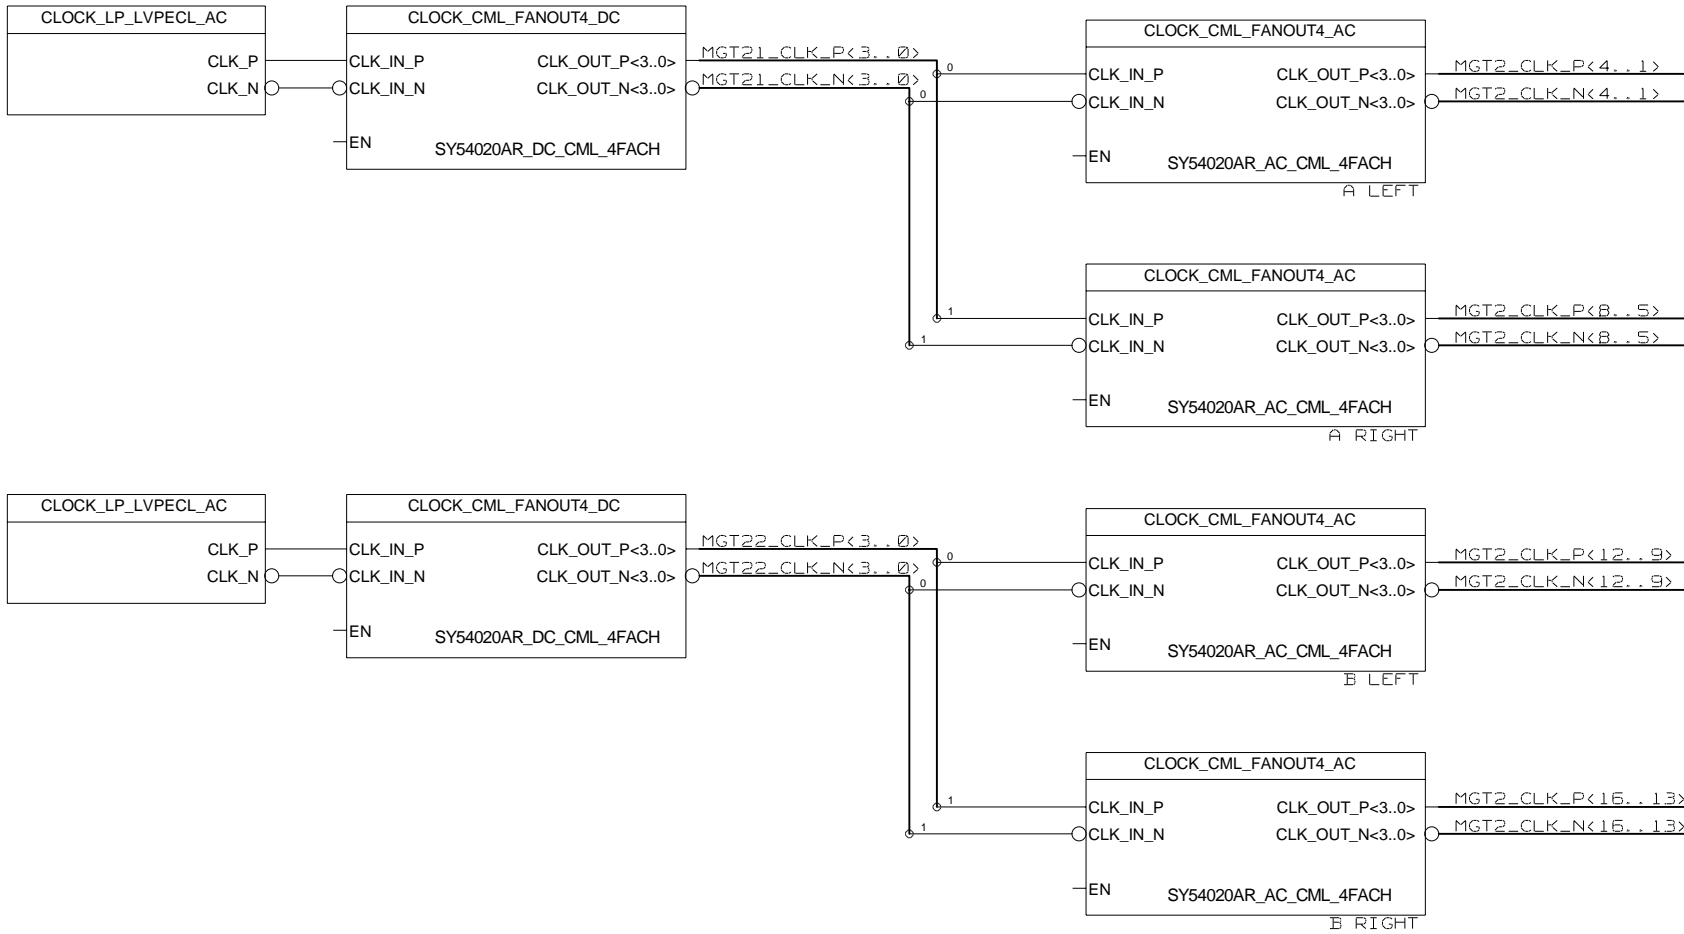 CLOCK_LP_LVPECL_AC
CLK_P
CLK_N
CLOCK_CML_FANOUT4_DC
CLK_IN_P CLK_OUT_P<3..0>
CLK_IN_N CLK_OUT_N<3..0>
EN
SY54020AR_DC_CML_4FACH
MGT21_CLK_P<3..0>
MGT21_CLK_N<3..0>
0
0
1
1
CLOCK_CML_FANOUT4_AC
CLK_IN_P CLK_OUT_P<3..0>
CLK_IN_N CLK_OUT_N<3..0>
EN
SY54020AR_AC_CML_4FACH
A LEFT
MGT2_CLK_P<4..1>
MGT2_CLK_N<4..1>
CLOCK_CML_FANOUT4_AC
CLK_IN_P CLK_OUT_P<3..0>
CLK_IN_N CLK_OUT_N<3..0>
EN
SY54020AR_AC_CML_4FACH
A RIGHT
MGT2_CLK_P<8..5>
MGT2_CLK_N<8..5>
CLOCK_LP_LVPECL_AC
CLK_P
CLK_N
CLOCK_CML_FANOUT4_DC
CLK_IN_P CLK_OUT_P<3..0>
CLK_IN_N CLK_OUT_N<3..0>
EN
SY54020AR_DC_CML_4FACH
MGT22_CLK_P<3..0>
MGT22_CLK_N<3..0>
0
0
1
1
CLOCK_CML_FANOUT4_AC
CLK_IN_P CLK_OUT_P<3..0>
CLK_IN_N CLK_OUT_N<3..0>
EN
SY54020AR_AC_CML_4FACH
B LEFT
MGT2_CLK_P<12..9>
MGT2_CLK_N<12..9>
CLOCK_CML_FANOUT4_AC
CLK_IN_P CLK_OUT_P<3..0>
CLK_IN_N CLK_OUT_N<3..0>
EN
SY54020AR_AC_CML_4FACH
B RIGHT
MGT2_CLK_P<16..13>
MGT2_CLK_N<16..13>